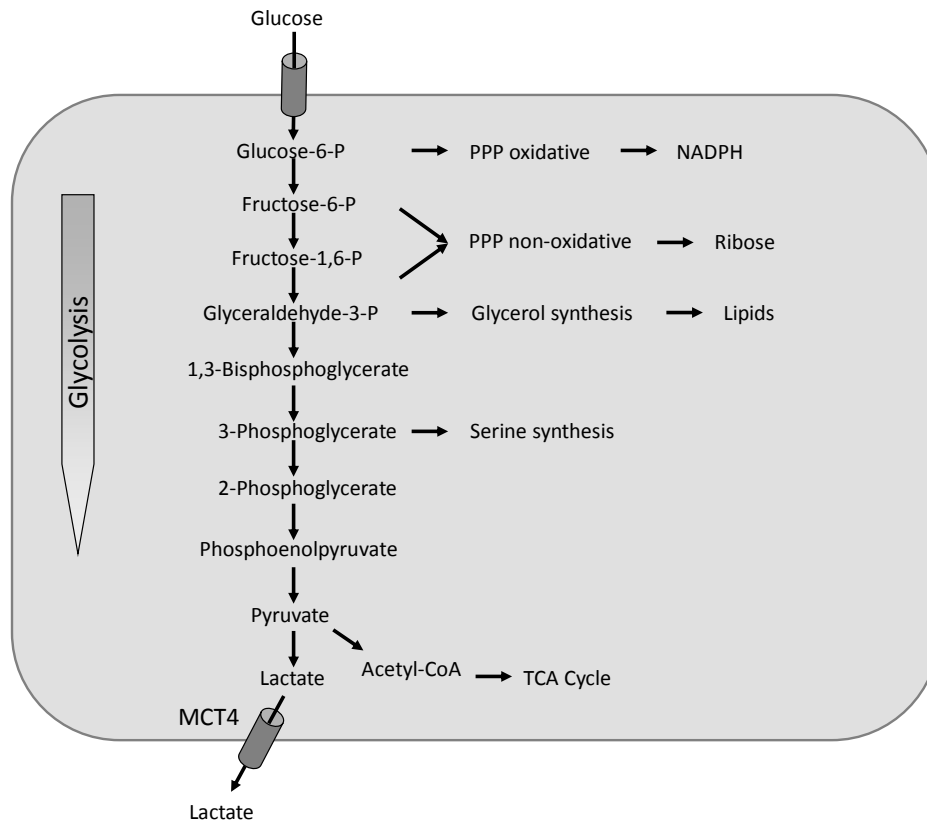 Glucose
Glucose-6-P
PPP oxidative
NADPH
Fructose-6-P
PPP non-oxidative
Ribose
Fructose-1,6-P
Glyceraldehyde-3-P
Glycerol synthesis
Lipids
Glycolysis
1,3-Bisphosphoglycerate
3-Phosphoglycerate
Serine synthesis
2-Phosphoglycerate
Phosphoenolpyruvate
Pyruvate
Lactate
Acetyl-CoA
TCA Cycle
MCT4
Lactate